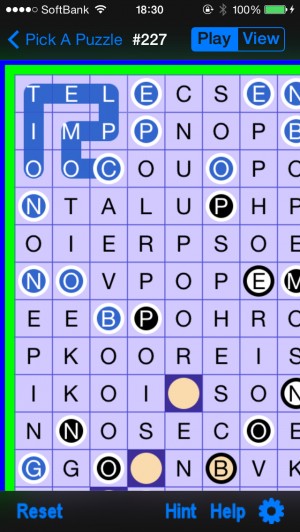 SoftBank 18:30 100%
Pick A Puzzle #227 Play View
T E L E C S E N
I M P P N O P E
O O C O U O P O
N T A L U P H P
O I E R P S O E
N O V P O P E M
E E B P O H R C
P K O O R E I S
I K O I S O N
N N O S E C O E
G G O N B V K
Reset Hint Help